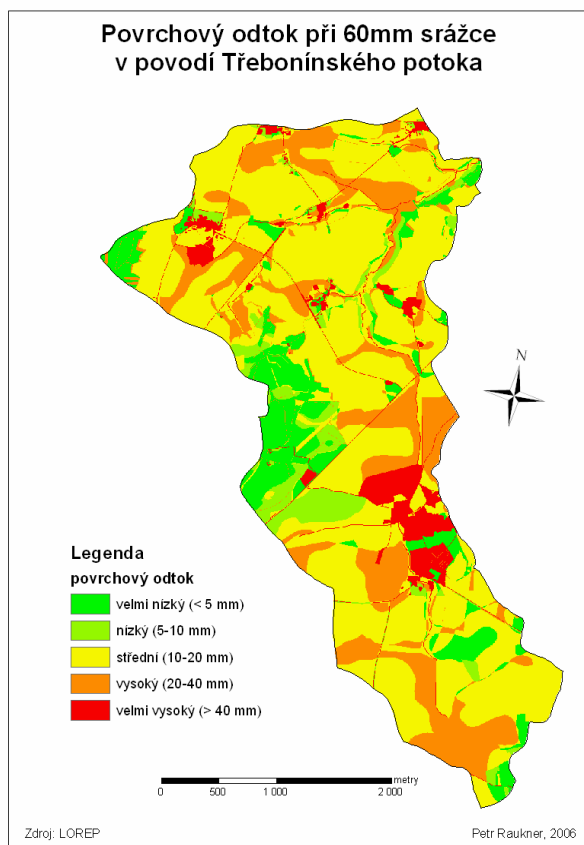 Povrchový odtok při 60mm srážce
v povodí Třebonínského potoka
N
Legenda
povrchový odtok
velmi nízký (< 5 mm)
nízký (5-10 mm)
střední (10-20 mm)
vysoký (20-40 mm)
velmi vysoký (> 40 mm)
metry
0 500 1 000 2 000
Zdroj: LOREP Petr Raukner, 2006